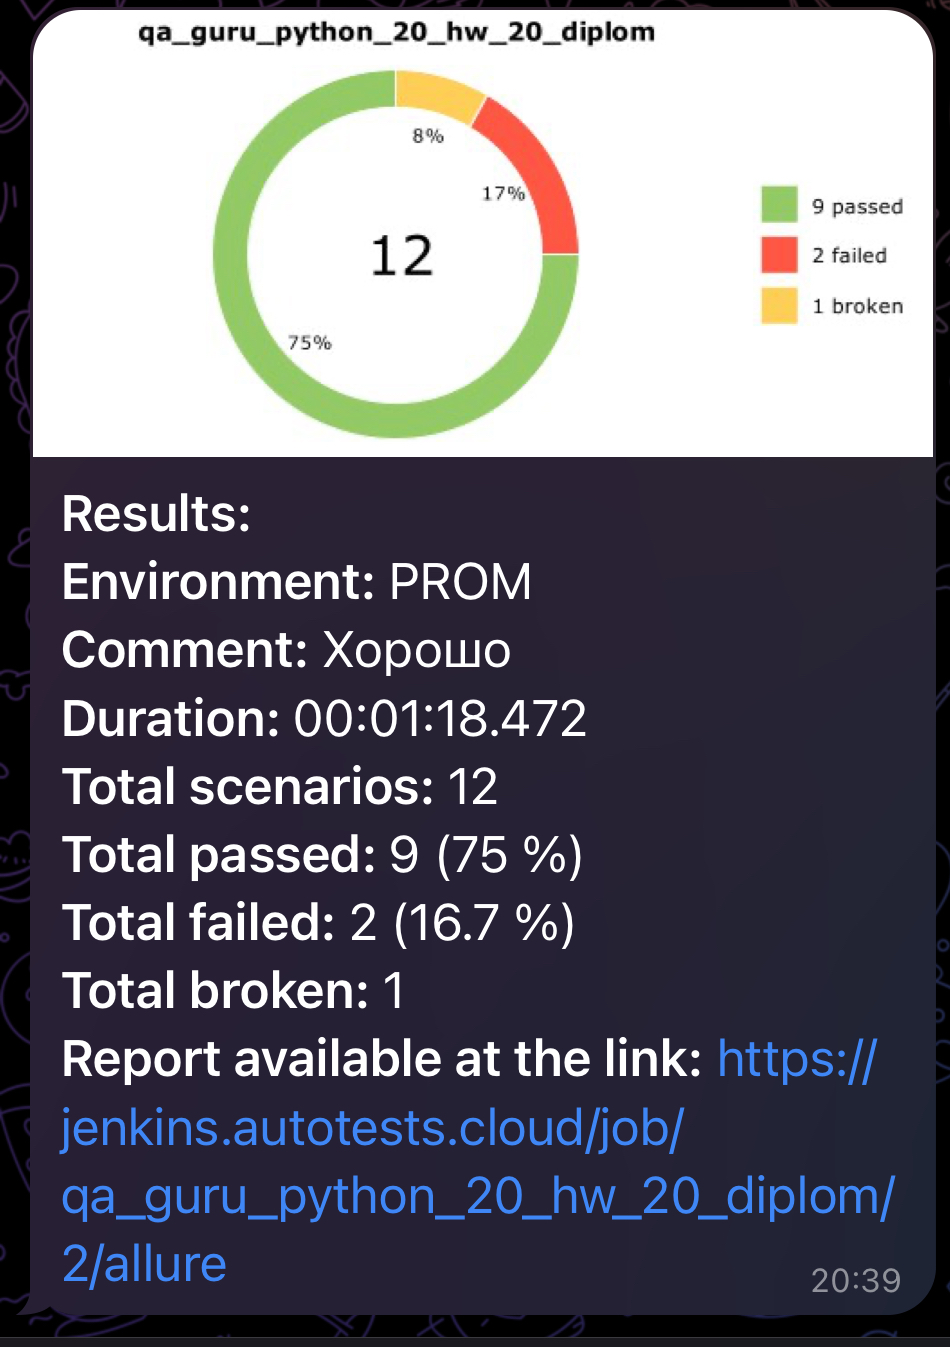 qa_guru_python_20_hw_20_diplom
8%
17%
12
75%
9 passed
2 failed
1 broken
Results:
Environment: PROM
Comment: Хорошо
Duration: 00:01:18.472
Total scenarios: 12
Total passed: 9 (75 %)
Total failed: 2 (16.7 %)
Total broken: 1
Report available at the link: https://
jenkins.autotests.cloud/job/
qa_guru_python_20_hw_20_diplom/
2/allure
20:39